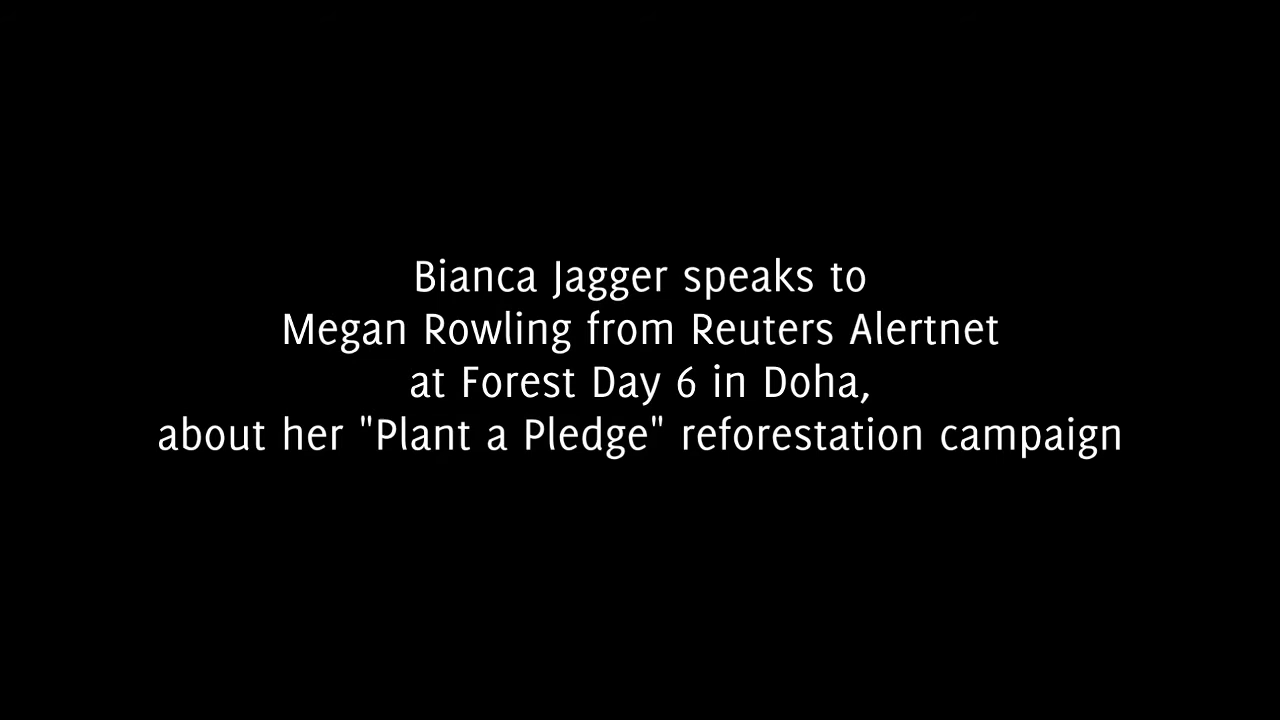 Bianca Jagger speaks to
Megan Rowling from Reuters Alertnet
at Forest Day 6 in Doha,
about her "Plant a Pledge" reforestation campaign